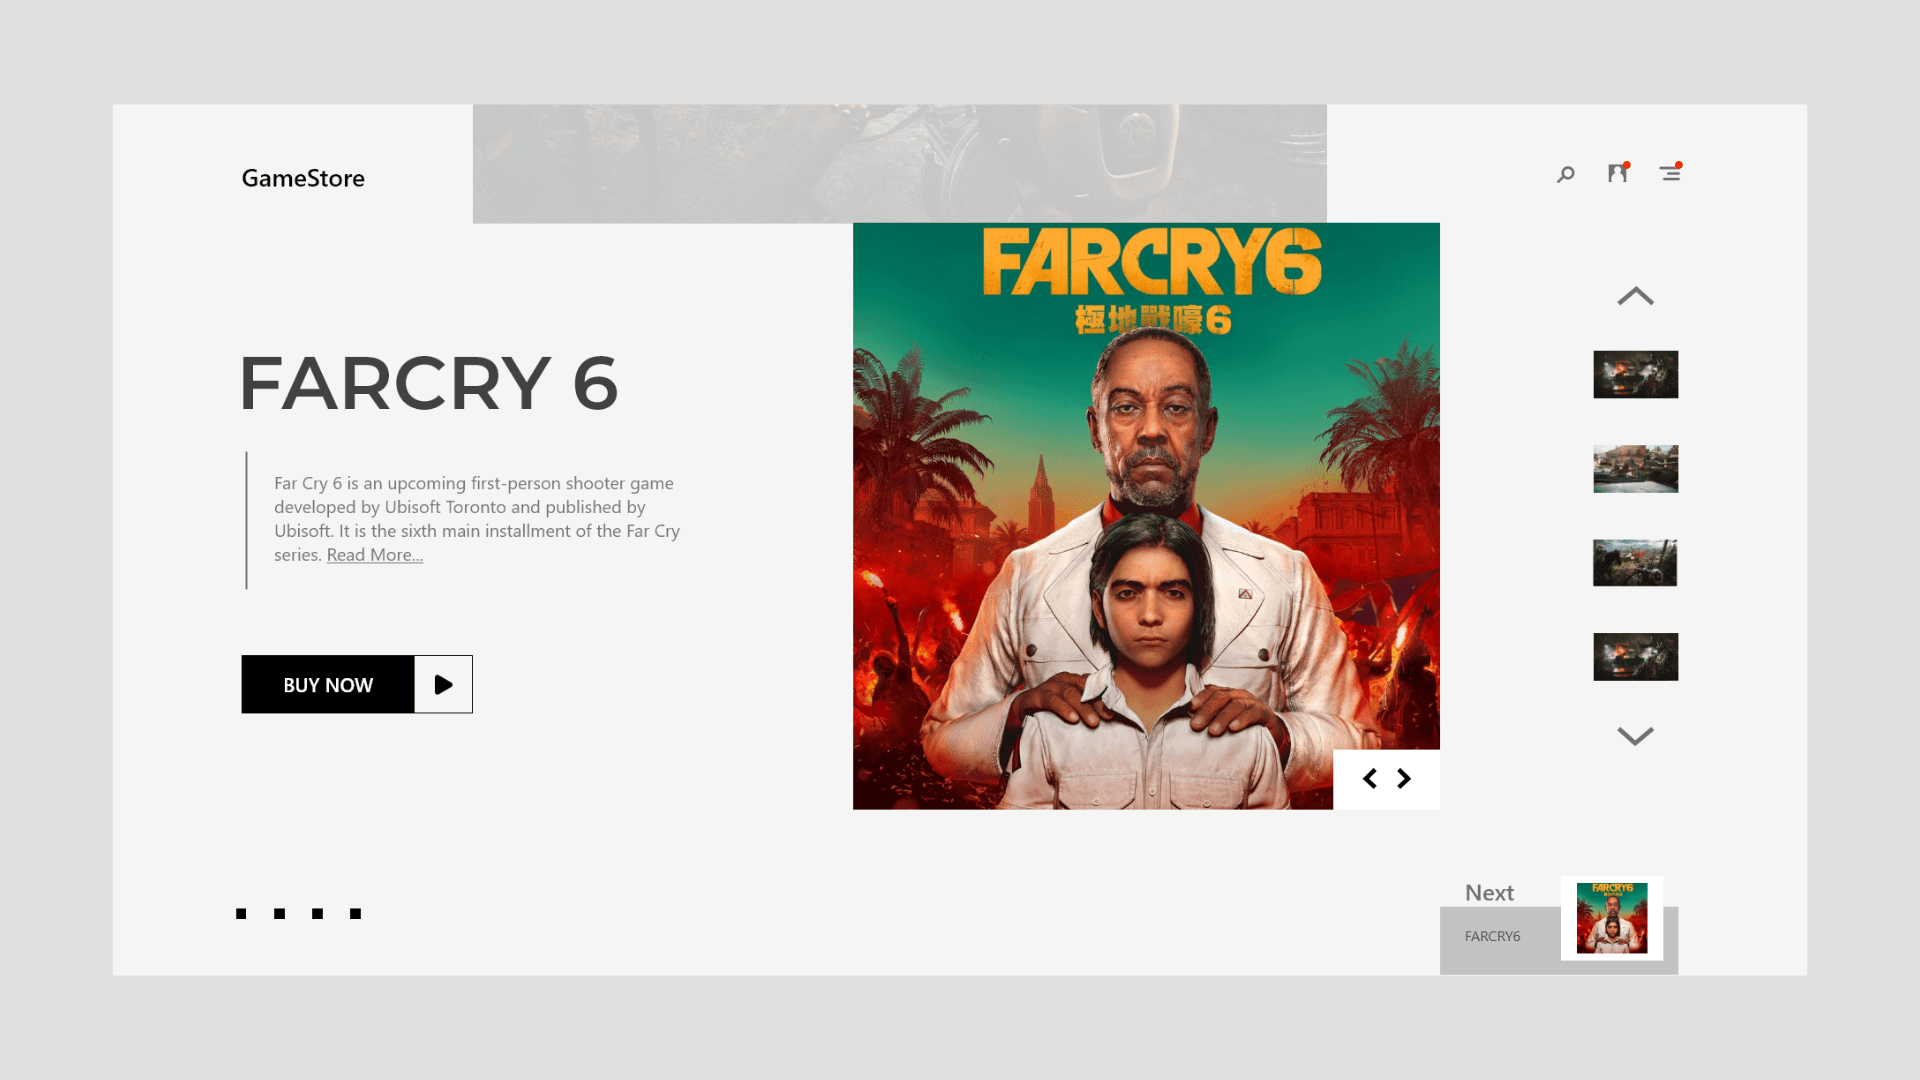 GameStore
FARCRY6
極地戰嚎6
FARCRY 6
Far Cry 6 is an upcoming first-person shooter game
developed by Ubisoft Toronto and published by
Ubisoft. It is the sixth main installment of the Far Cry
series. Read More...
BUY NOW
Next
FARCRY6
FARCRY6